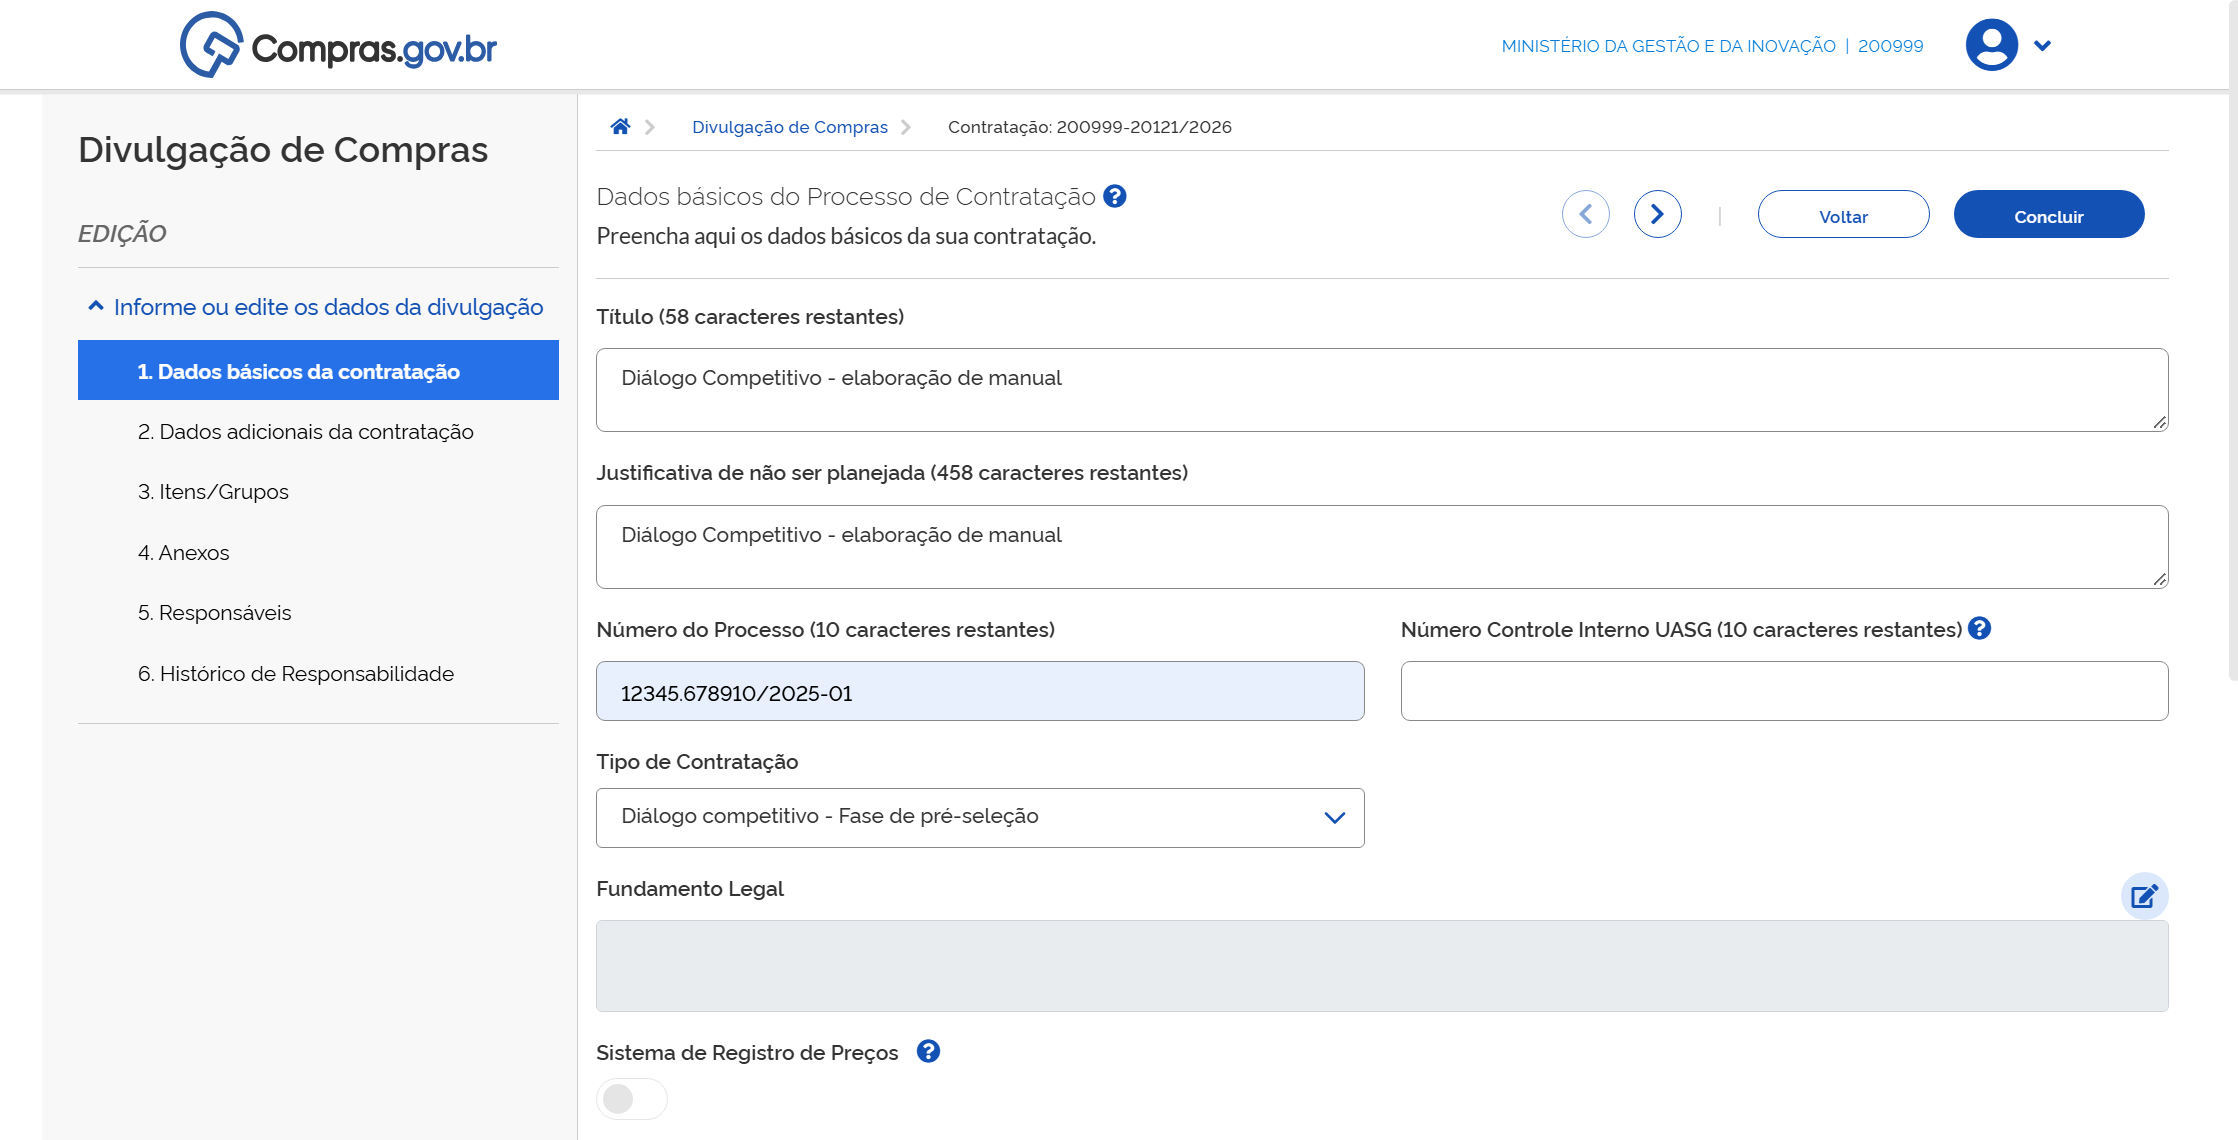 Compras.gov.br
MINISTÉRIO DA GESTÃO E DA INOVAÇÃO | 200999
Divulgação de Compras
EDIÇÃO
Informe ou edite os dados da divulgação
1. Dados básicos da contratação
2. Dados adicionais da contratação
3. Itens/Grupos
4. Anexos
5. Responsáveis
6. Histórico de Responsabilidade
Divulgação de Compras
Contratação: 200999-20121/2026
Dados básicos do Processo de Contratação
Preencha aqui os dados básicos da sua contratação.
Voltar
Concluir
Título (58 caracteres restantes)
Diálogo Competitivo - elaboração de manual
Justificativa de não ser planejada (458 caracteres restantes)
Diálogo Competitivo - elaboração de manual
Número do Processo (10 caracteres restantes)
12345.678910/2025-01
Número Controle Interno UASG (10 caracteres restantes)
Tipo de Contratação
Diálogo competitivo - Fase de pré-seleção
Fundamento Legal
Sistema de Registro de Preços